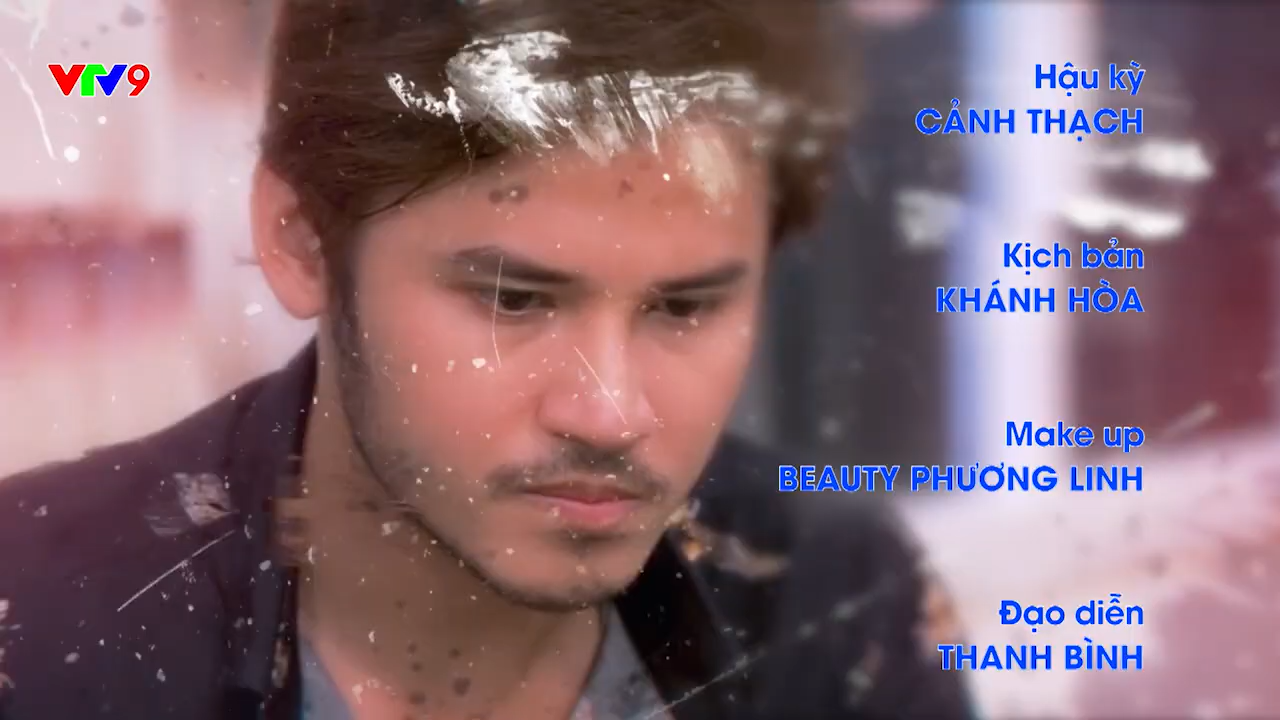 VTV9
Hậu kỳ
CẢNH THẠCH
Kịch bản
KHÁNH HÒA
Make up
BEAUTY PHƯƠNG LINH
Đạo diễn
THANH BÌNH